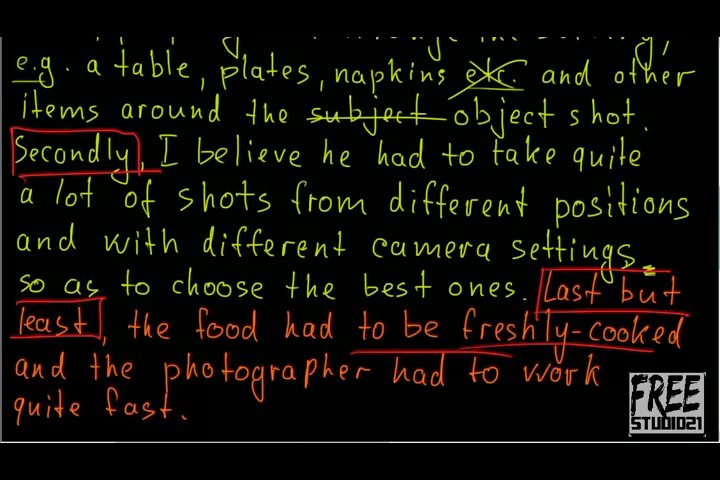 e.g. a table, plates, napkins etc. and other
items around the subject object shot.
Secondly, I believe he had to take quite
a lot of shots from different positions
and with different camera settings
so as to choose the best ones. Last but
least, the food had to be freshly-cooked
and the photographer had to work
quite fast.
FREE
STUDIO21